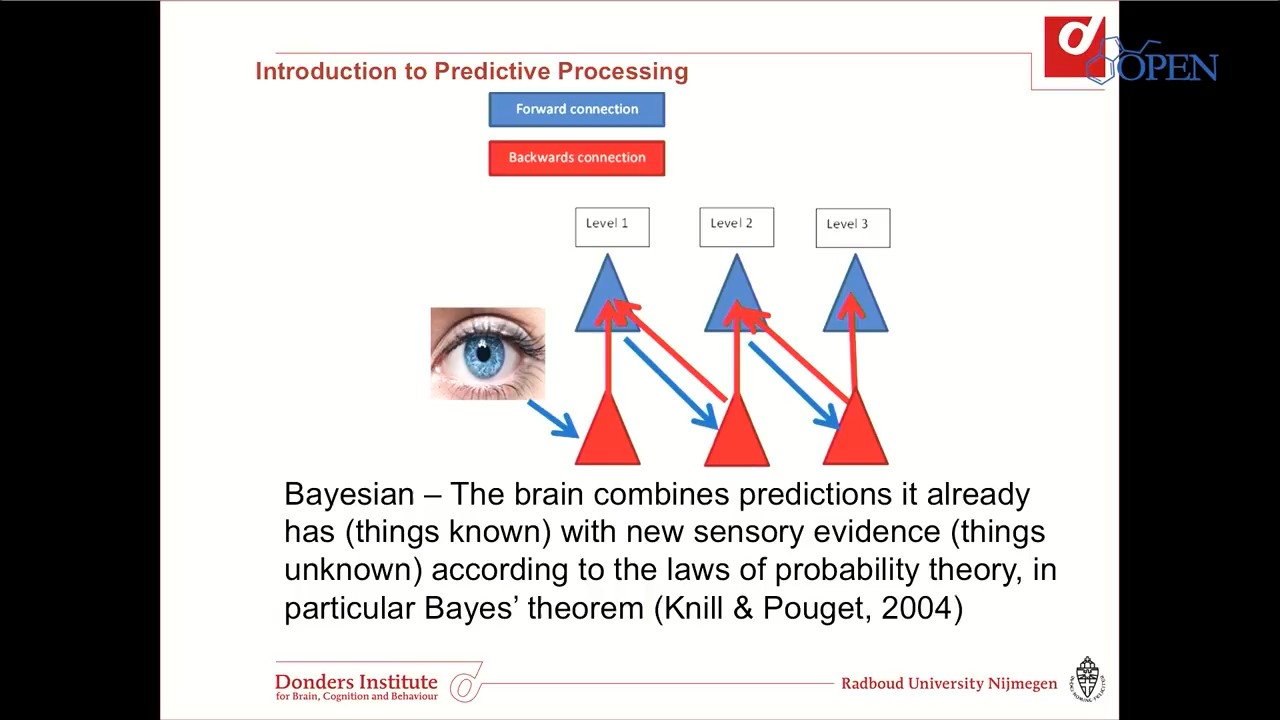 OPEN
Introduction to Predictive Processing
Forward connection
Backwards connection
Level 1
Level 2
Level 3
Bayesian – The brain combines predictions it already
has (things known) with new sensory evidence (things
unknown) according to the laws of probability theory, in
particular Bayes’ theorem (Knill & Pouget, 2004)
Donders Institute
for Brain, Cognition and Behaviour
Radboud University Nijmegen